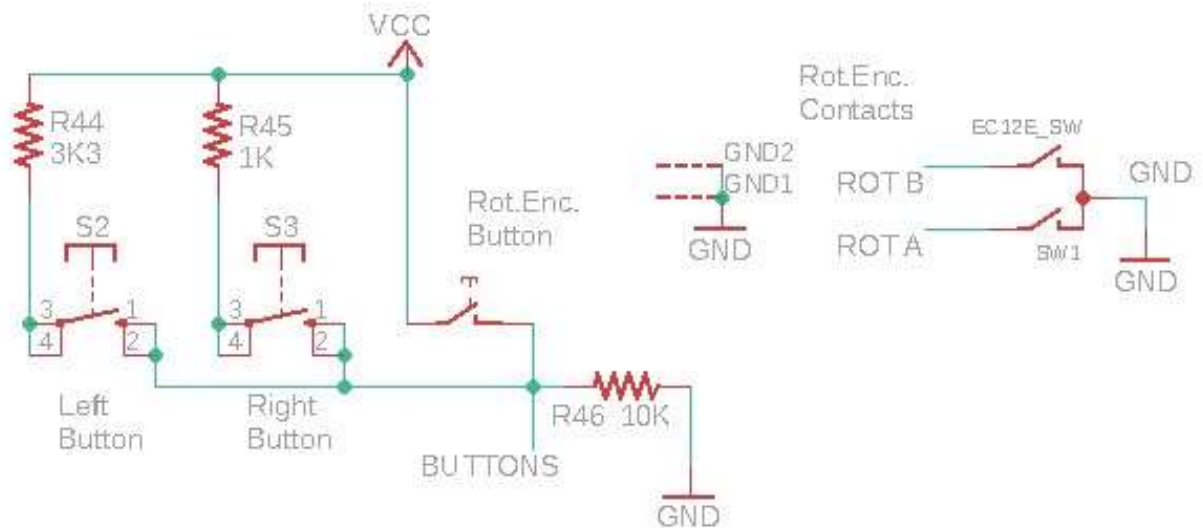 VCC
R44
3K3
R45
1K
S2
S3
3
1
4
2
3
1
4
2
Left
Button
Right
Button
Rot.Enc.
Button
BUTTONS
R46 10K
GND
GND2
GND1
GND
Rot.Enc.
Contacts
EC12E_SW
ROT B
GND
ROT A
SW1
GND